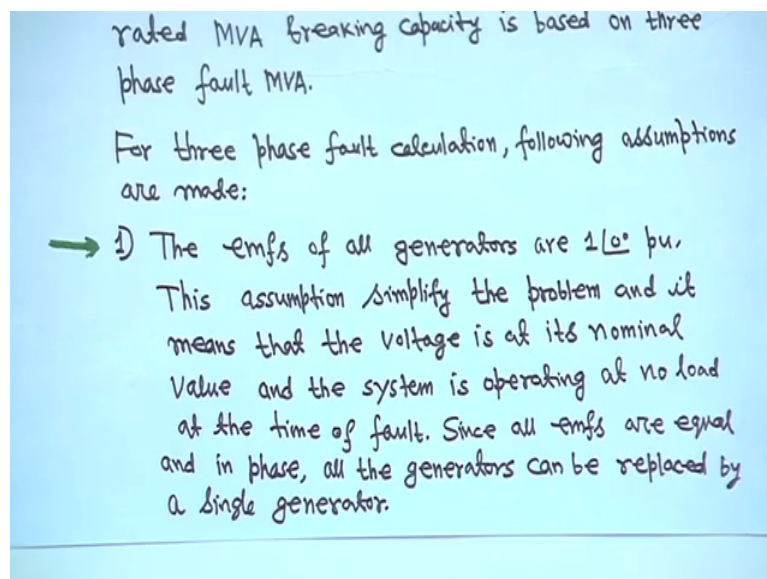 rated MVA breaking capacity is based on three
phase fault MVA.
For three phase fault calculation, following assumptions
are made:
1) The emfs of all generators are 1∠0° pu.
This assumption simplify the problem and it
means that the voltage is at its nominal
value and the system is operating at no load
at the time of fault. Since all emfs are equal
and in phase, all the generators can be replaced by
a single generator.